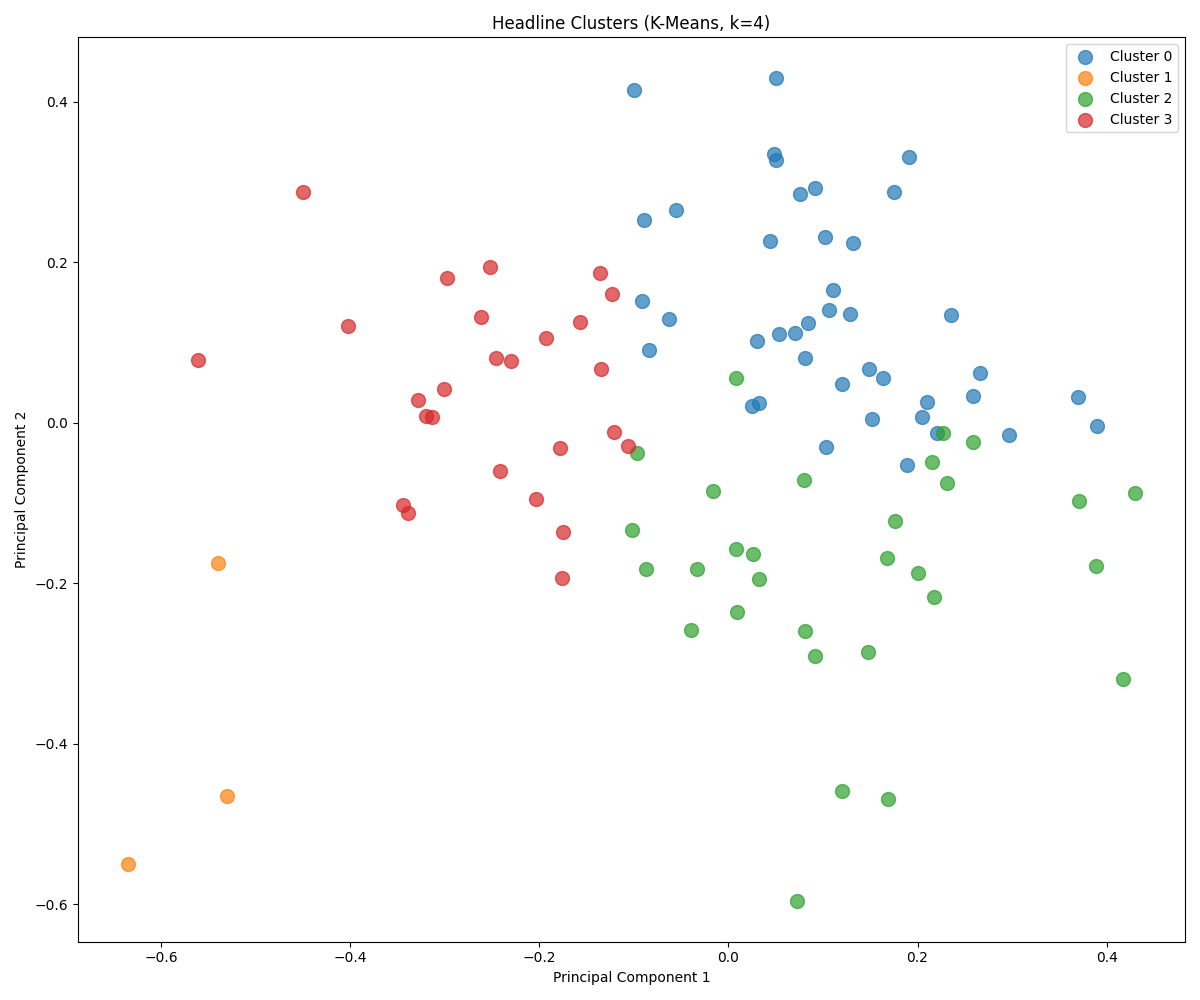 Headline Clusters (K-Means, k=4)
Cluster 0
Cluster 1
Cluster 2
Cluster 3
0.4
0.2
0.0
−0.2
−0.4
−0.6
Principal Component 2
−0.6
−0.4
−0.2
0.0
0.2
0.4
Principal Component 1